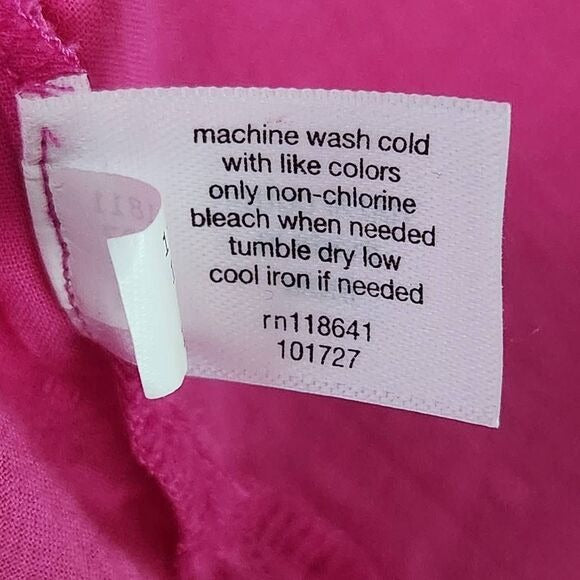 machine wash cold
with like colors
only non-chlorine
bleach when needed
tumble dry low
cool iron if needed
rn118641
101727